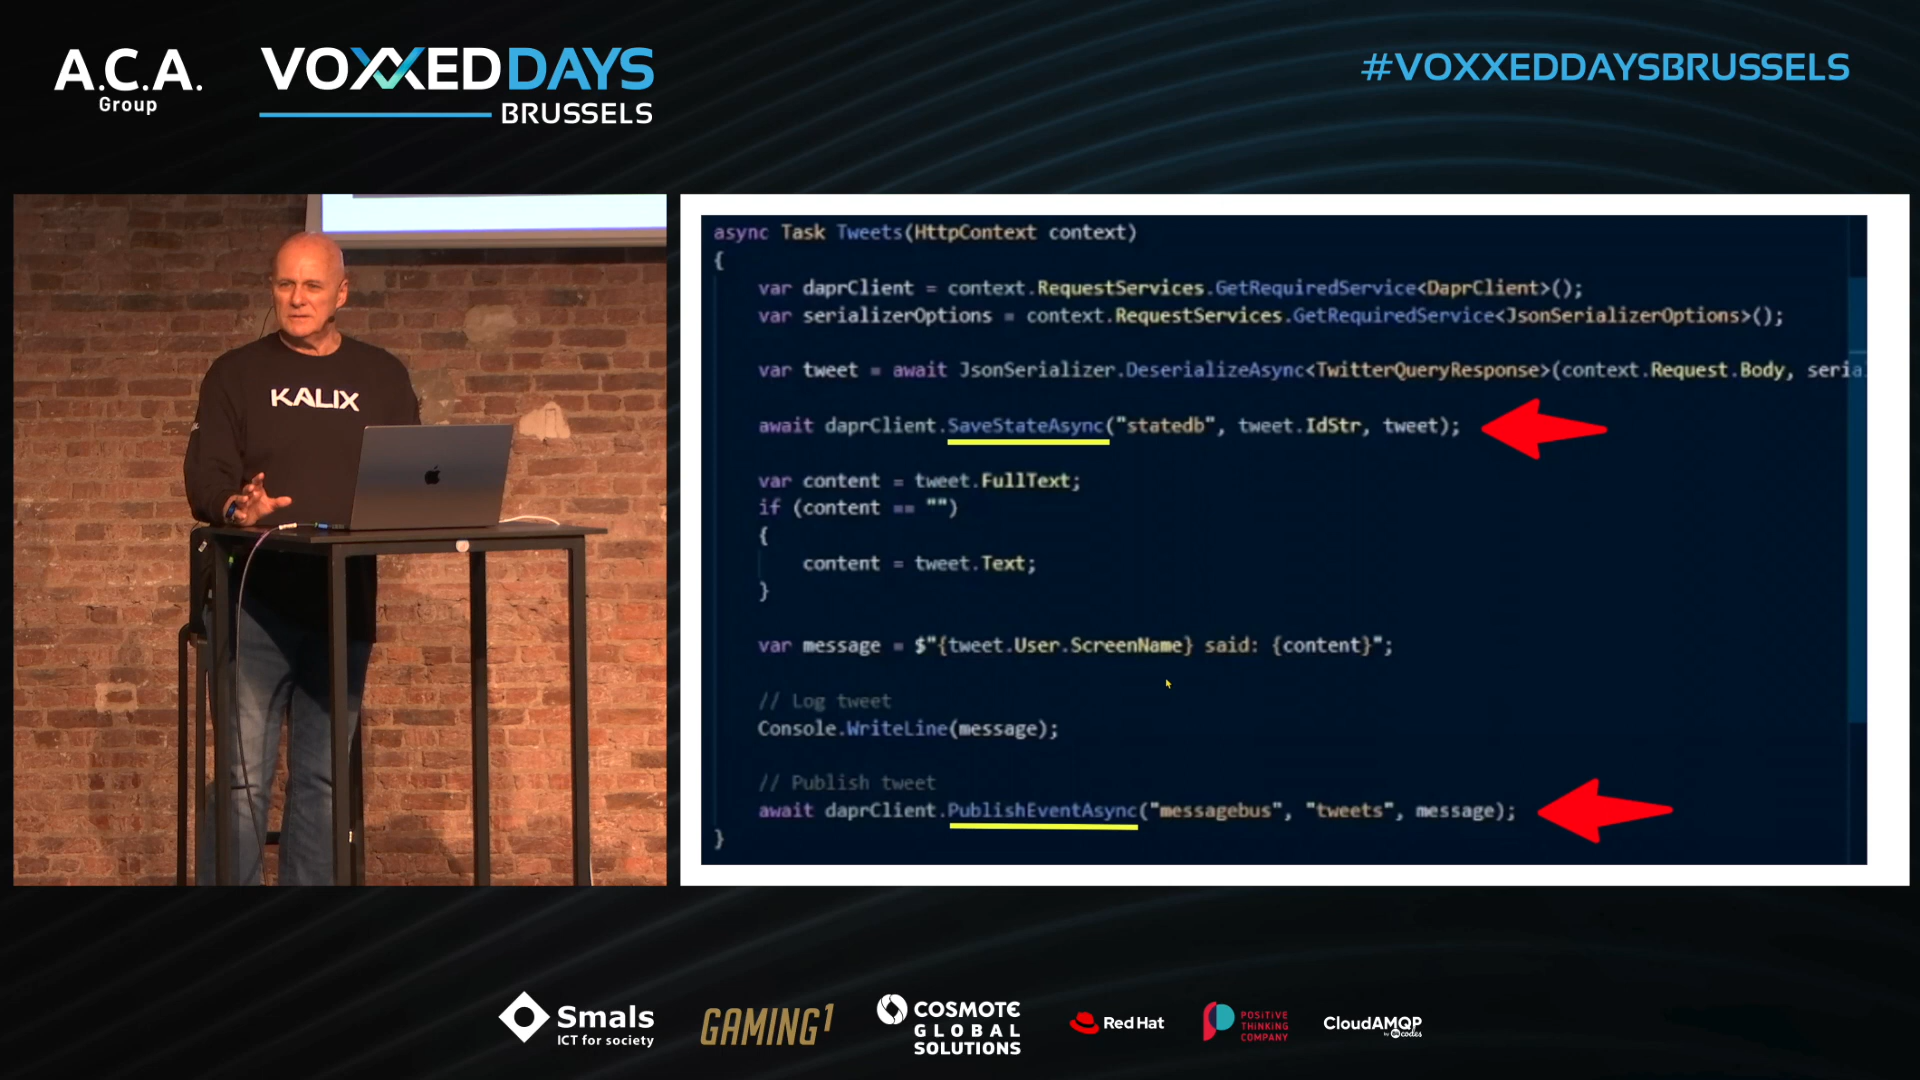 A.C.A.
Group
VOXXEDDAYS
BRUSSELS
#VOXXEDDAYSBRUSSELS
KALIX
async Task Tweets(HttpContext context)
{
var daprClient = context.RequestServices.GetRequiredService<DaprClient>();
var serializerOptions = context.RequestServices.GetRequiredService<JsonSerializerOptions>();
var tweet = await JsonSerializer.DeserializeAsync<TwitterQueryResponse>(context.Request.Body, seria
await daprClient.SaveStateAsync("statedb", tweet.IdStr, tweet);
var content = tweet.FullText;
if (content == "")
{
content = tweet.Text;
}
var message = $"{tweet.User.ScreenName} said: {content}";
// Log tweet
Console.WriteLine(message);
// Publish tweet
await daprClient.PublishEventAsync("messagebus", "tweets", message);
}
Smals
ICT for society
GAMING1
COSMOTE
GLOBAL
SOLUTIONS
Red Hat
POSITIVE
THINKING
COMPANY
CloudAMQP
by 84codes